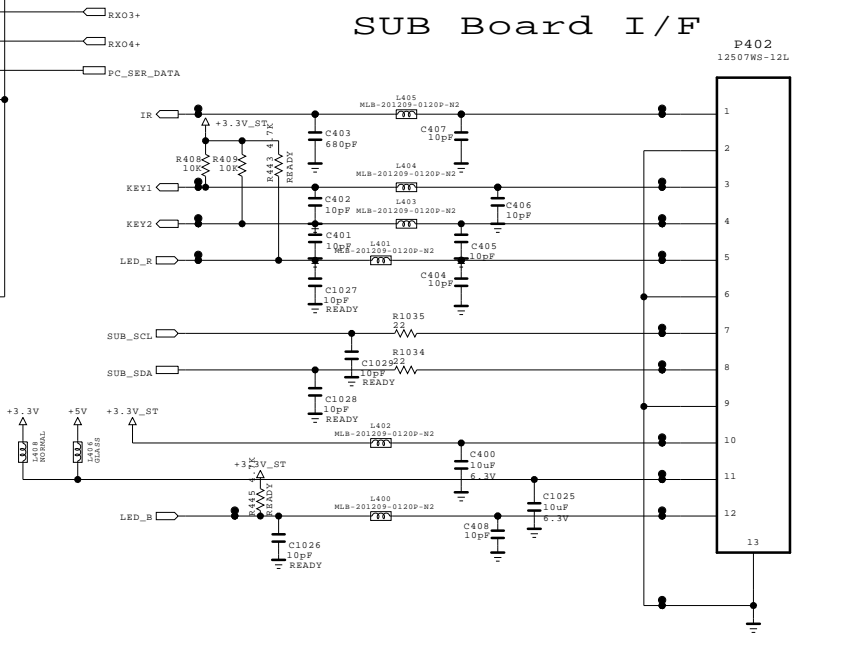 RXO3+
SUB Board I/F
RXO4+
P402
12507WS-12L
PC_SER_DATA
L405
MLB-201209-0120P-N2
IR
1
+3.3V_ST
C403
680pF
C407
10pF
R408
10K
R409
10K
R443 4.7K
READY
2
L404
MLB-201209-0120P-N2
KEY1
3
C402
10pF
L403
MLB-201209-0120P-N2
C406
10pF
KEY2
4
C401
10pF
L401
MLB-201209-0120P-N2
C405
10pF
LED_R
5
C404
10pF
C1027
10pF
READY
6
R1035
22
SUB_SCL
7
R1034
22
C1029
10pF
READY
SUB_SDA
8
C1028
10pF
READY
9
+3.3V
+5V
+3.3V_ST
L402
MLB-201209-0120P-N2
10
L408
NORMAL
L406
GLASS
C400
10uF
6.3V
+3.3V_ST
11
R445 4.7K
READY
C1025
10uF
6.3V
L400
MLB-201209-0120P-N2
LED_B
12
C408
10pF
C1026
10pF
READY
13